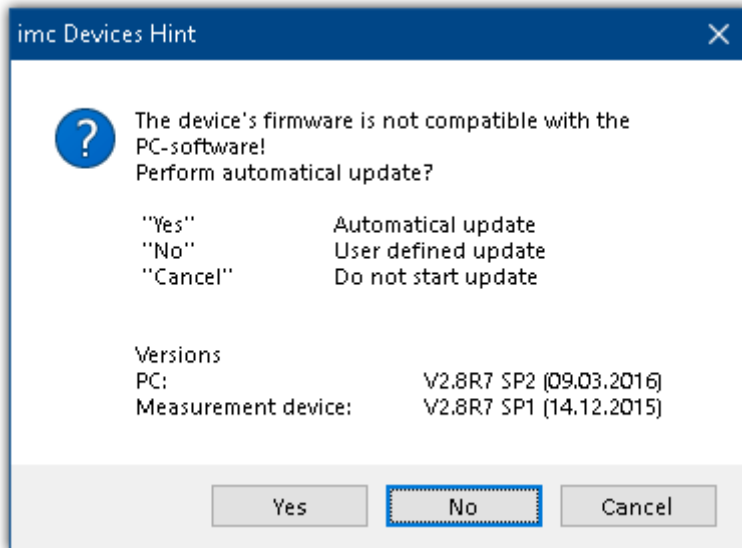 imc Devices Hint
The device's firmware is not compatible with the
PC-software!
Perform automatical update?
"Yes" Automatical update
"No" User defined update
"Cancel" Do not start update
Versions
PC: V2.8R7 SP2 (09.03.2016)
Measurement device: V2.8R7 SP1 (14.12.2015)
Yes No Cancel